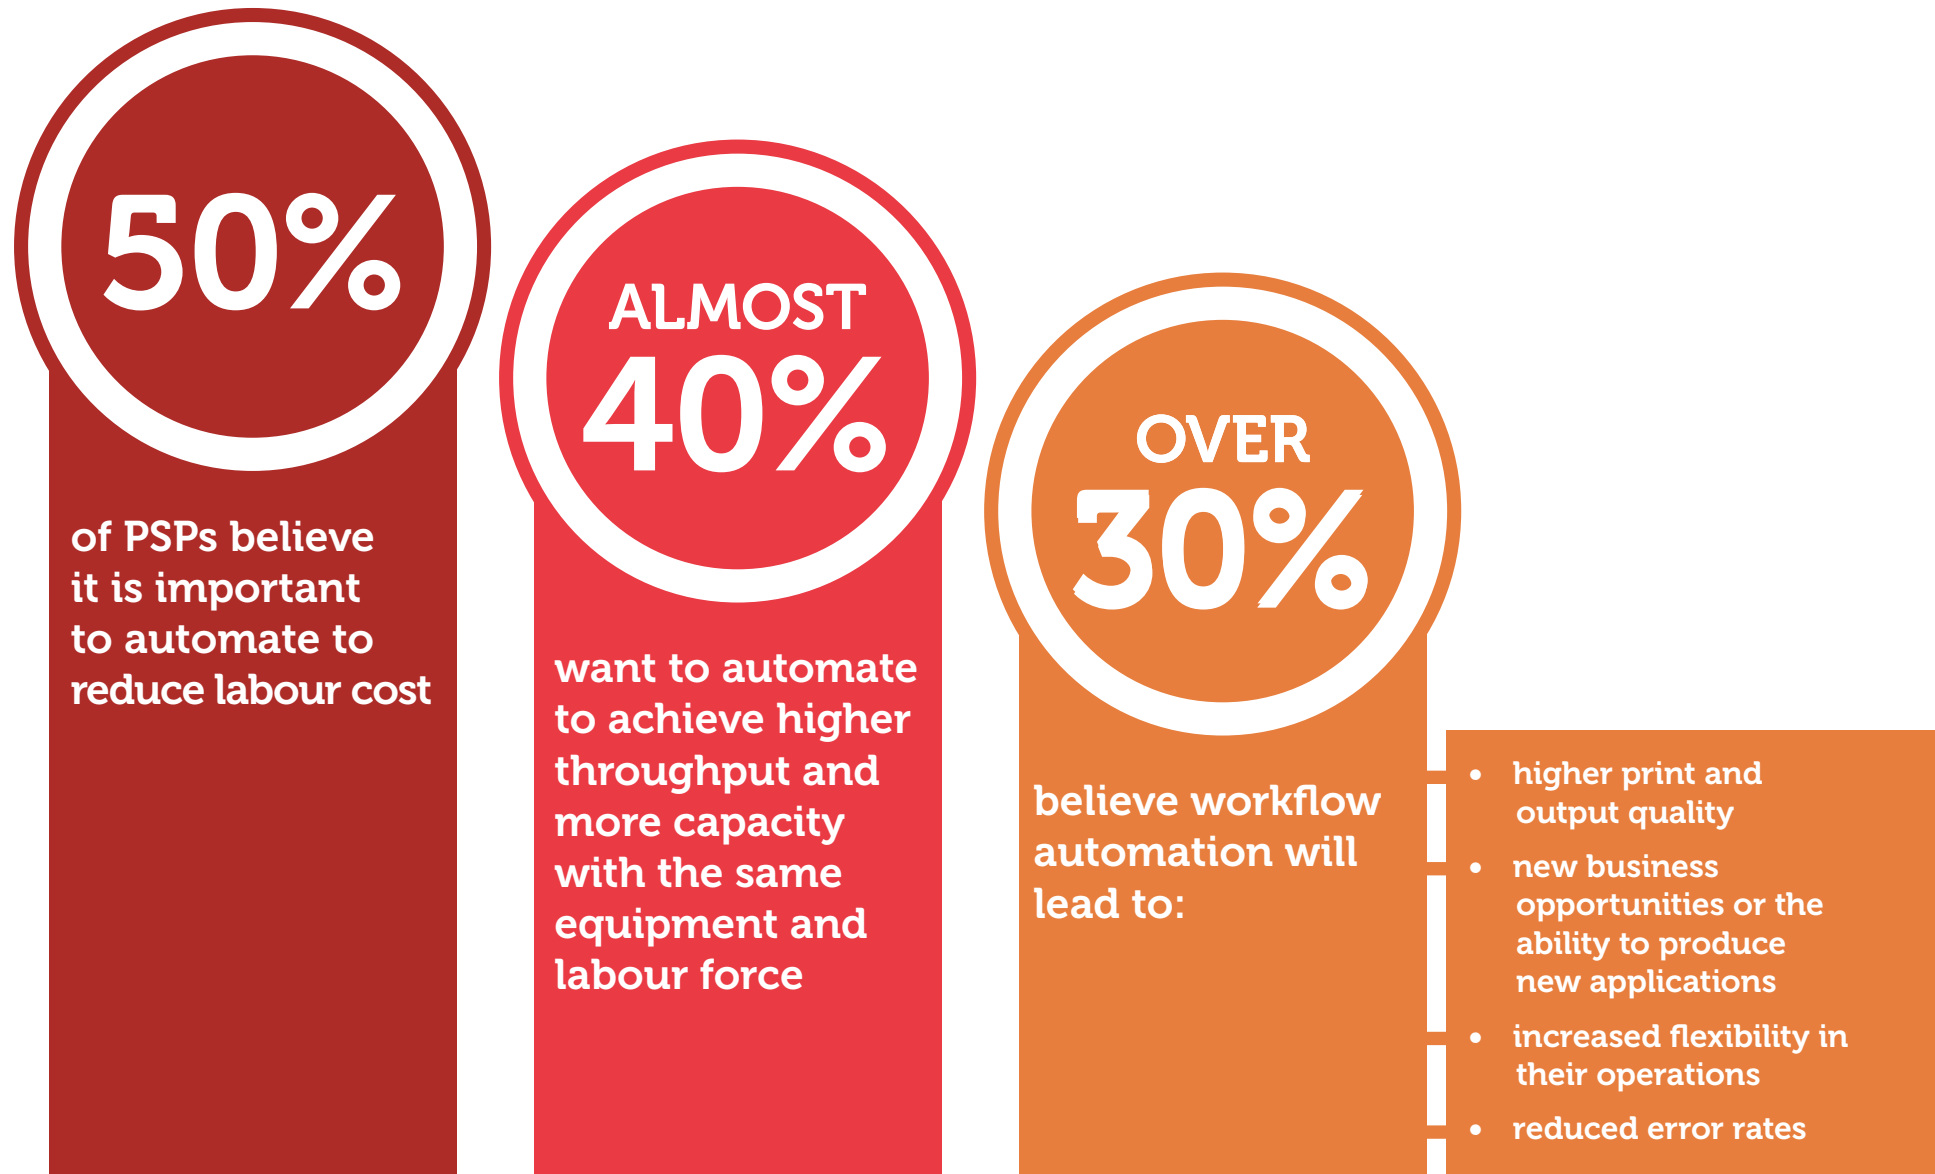 50%
of PSPs believe
it is important
to automate to
reduce labour cost
ALMOST
40%
want to automate
to achieve higher
throughput and
more capacity
with the same
equipment and
labour force
OVER
30%
believe workflow
automation will
lead to:
• higher print and
output quality
• new business
opportunities or the
ability to produce
new applications
• increased flexibility in
their operations
• reduced error rates